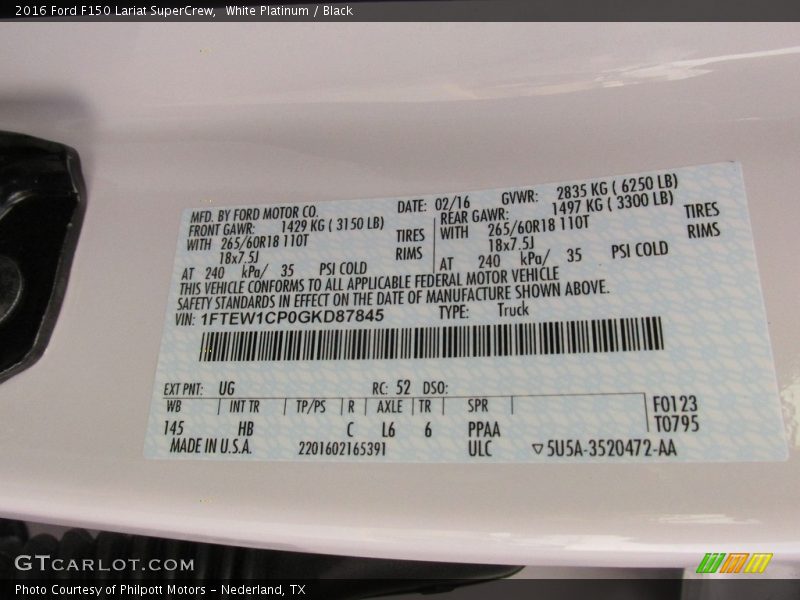 2016 Ford F150 Lariat SuperCrew,  White Platinum / Black
MFD. BY FORD MOTOR CO. DATE: 02/16 GVWR: 2835 KG ( 6250 LB)
FRONT GAWR: 1429 KG ( 3150 LB) REAR GAWR: 1497 KG ( 3300 LB)
WITH 265/60R18 110T TIRES WITH 265/60R18 110T TIRES
18x7.5J RIMS 18x7.5J RIMS
AT 240 kPa/ 35 PSI COLD AT 240 kPa/ 35 PSI COLD
THIS VEHICLE CONFORMS TO ALL APPLICABLE FEDERAL MOTOR VEHICLE
SAFETY STANDARDS IN EFFECT ON THE DATE OF MANUFACTURE SHOWN ABOVE.
VIN: 1FTEW1CP0GKD87845 TYPE: Truck
EXT PNT: UG RC: 52 DSO:
WB INT TR TP/PS R AXLE TR SPR F0123
145 HB C L6 6 PPAA T0795
MADE IN U.S.A. 2201602165391 ULC ▽5U5A-3520472-AA
GTCARLOT.COM
Photo Courtesy of Philpott Motors – Nederland, TX